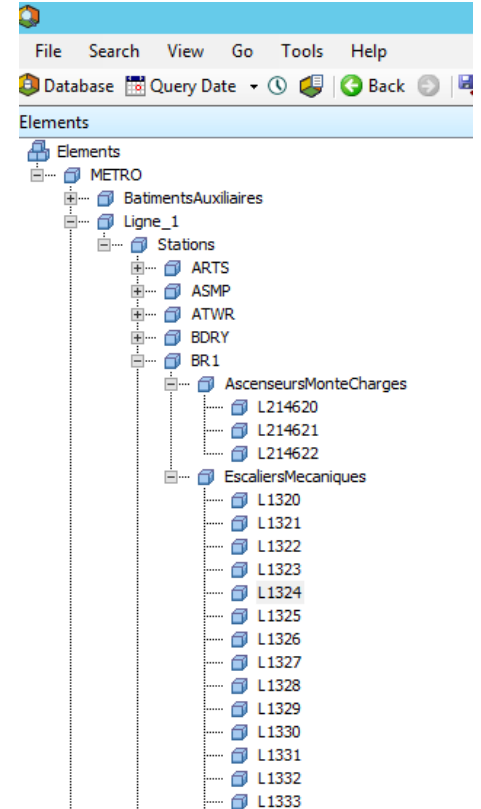 File Search View Go Tools Help
Database Query Date Back
Elements
Elements
METRO
BatimentsAuxiliaires
Ligne_1
Stations
ARTS
ASMP
ATWR
BDRY
BR1
AscenseursMonteCharges
L214620
L214621
L214622
EscaliersMecaniques
L1320
L1321
L1322
L1323
L1324
L1325
L1326
L1327
L1328
L1329
L1330
L1331
L1332
L1333